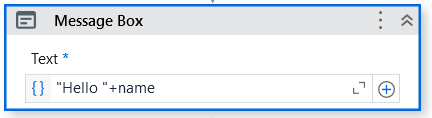 Message Box
Text *
{} "Hello "+name